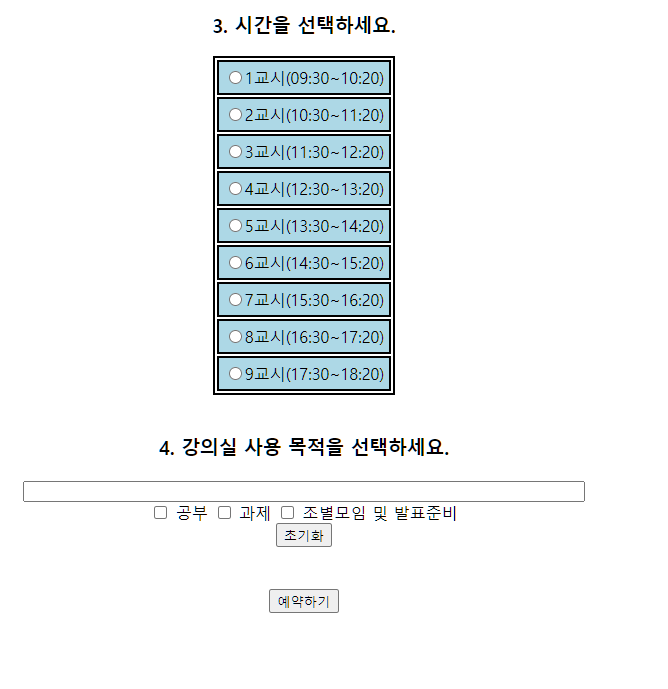 3. 시간을 선택하세요.
1교시(09:30~10:20)
2교시(10:30~11:20)
3교시(11:30~12:20)
4교시(12:30~13:20)
5교시(13:30~14:20)
6교시(14:30~15:20)
7교시(15:30~16:20)
8교시(16:30~17:20)
9교시(17:30~18:20)
4. 강의실 사용 목적을 선택하세요.
공부 과제 조별모임 및 발표준비
초기화
예약하기